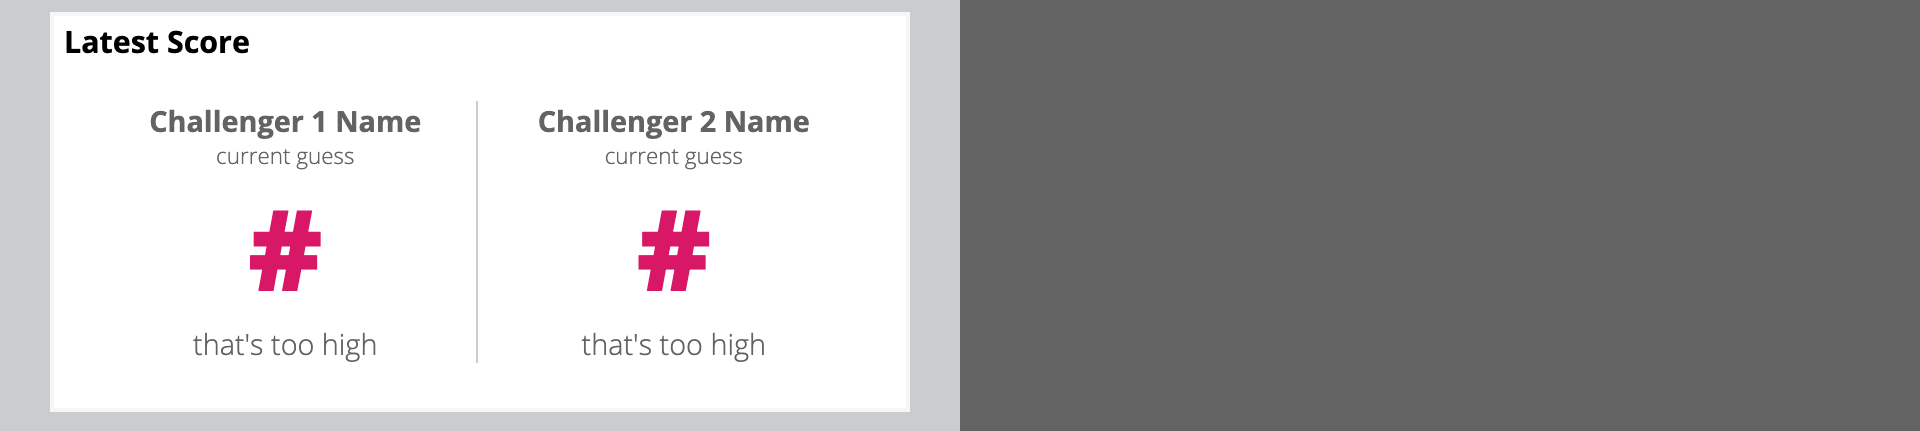 Latest Score
Challenger 1 Name
current guess
#
that's too high
Challenger 2 Name
current guess
#
that's too high